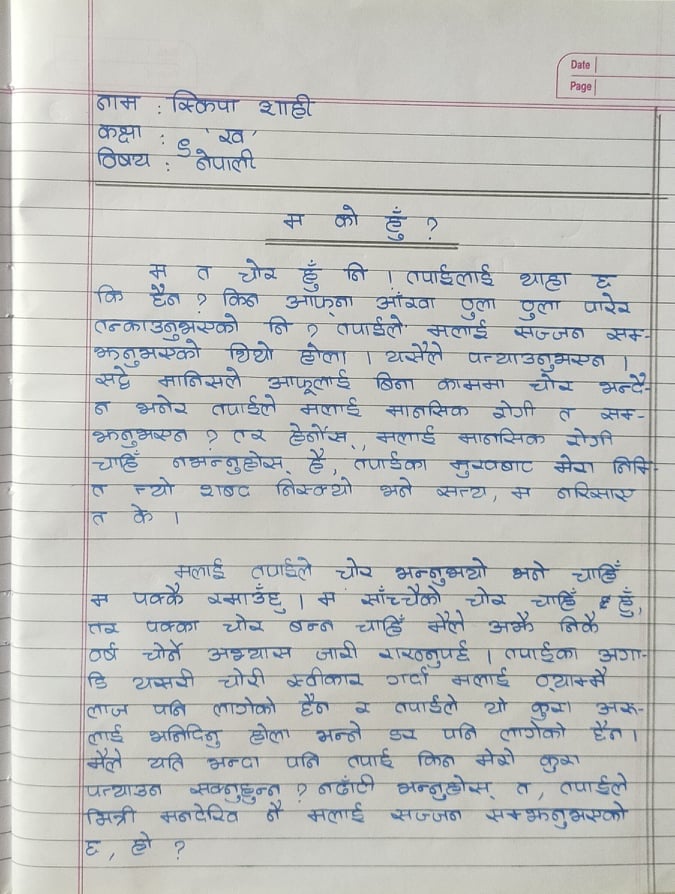 Date
Page
नाम : स्किपा शाही
कक्षा : ९ 'ख'
विषय : नेपाली
म को हुँ ?
म त चोर हुँ नि । तपाईलाई थाहा छ
कि हैन ? किन आफ्ना आँखा ठुला ठुला पारेर
तन्काउनुभएको नि ? तपाईले मलाई सज्जन सम-
झनुभएको थियो होला । यसैले पत्याउनुभएन ।
सद्दे मानिसले आफूलाई बिना काममा चोर भन्दै-
न भनेर तपाईले मलाई मानसिक रोगी त सम-
झनुभएन ? तर हेर्नोस्, मलाई मानसिक रोगी
चाहिँ नभन्नुहोस् है, तपाईका मुखबाट मेरा निमि-
त त्यो शब्द निस्क्यो भने सत्य, म नरिसाए
त के ।
मलाई तपाईले चोर भन्नुभयो भने चाहिँ
म पक्कै रमाउँछु । म साँच्चैको चोर चाहिँ हुँ,
तर पक्का चोर बन्न चाहिँ मैले अझै निकै
वर्ष चोर्ने अभ्यास जारी राख्नुपर्छ । तपाईका अगा-
डि यसरी चोरी स्वीकार गर्दा मलाई ठ्याम्मै
लाज पनि लागेको हैन र तपाईले यो कुरा अरू-
लाई भनिदिनु होला भन्ने डर पनि लागेको हैन ।
मैले यति भन्दा पनि तपाई किन मेरो कुरा
पत्याउन सक्नुहुन्न ? नढाँटी भन्नुहोस् त, तपाईले
भित्री मनदेखि नै मलाई सज्जन सम्झनुभएको
छ, हो ?